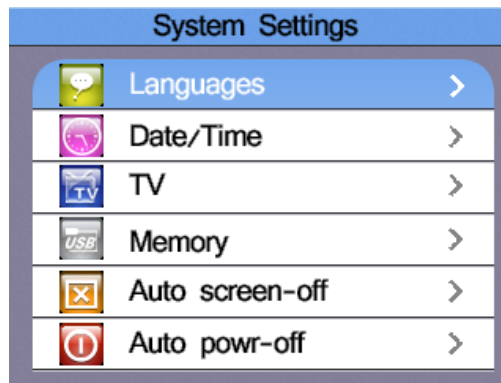 System Settings
Languages
Date/Time
TV
TV
Memory
USB
Auto screen-off
Auto powr-off